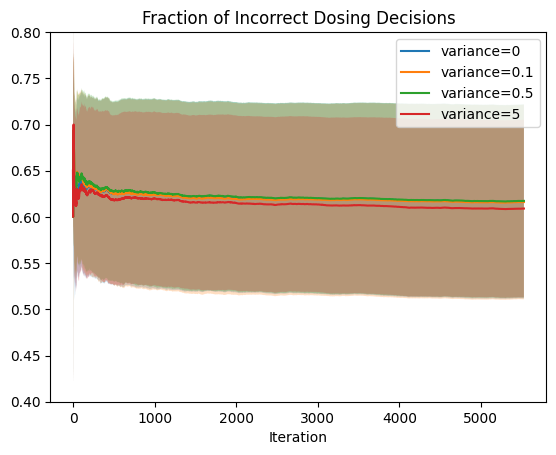 Fraction of Incorrect Dosing Decisions
0.80
0.75
0.70
0.65
0.60
0.55
0.50
0.45
0.40
variance=0
variance=0.1
variance=0.5
variance=5
0 1000 2000 3000 4000 5000
Iteration